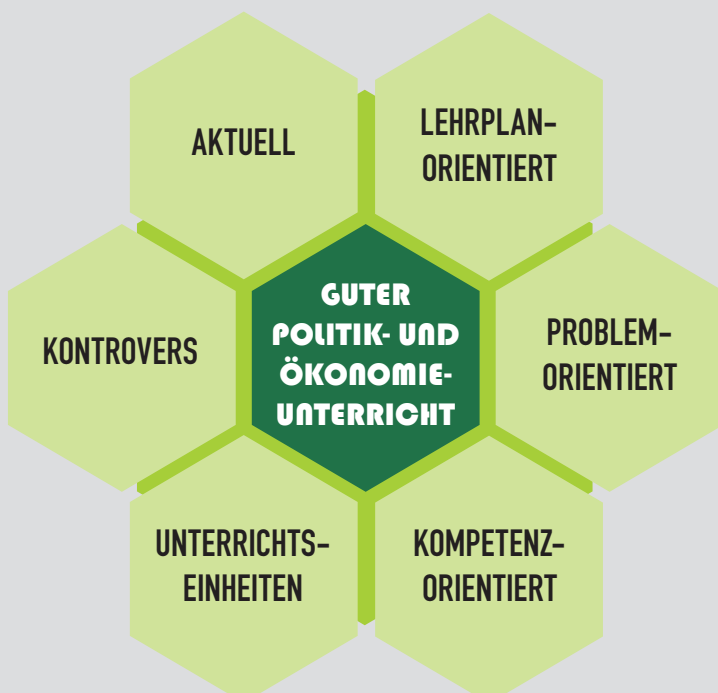 AKTUELL
LEHRPLAN-
ORIENTIERT
KONTROVERS
GUTER
POLITIK- UND
ÖKONOMIE-
UNTERRICHT
PROBLEM-
ORIENTIERT
UNTERRICHTS-
EINHEITEN
KOMPETENZ-
ORIENTIERT